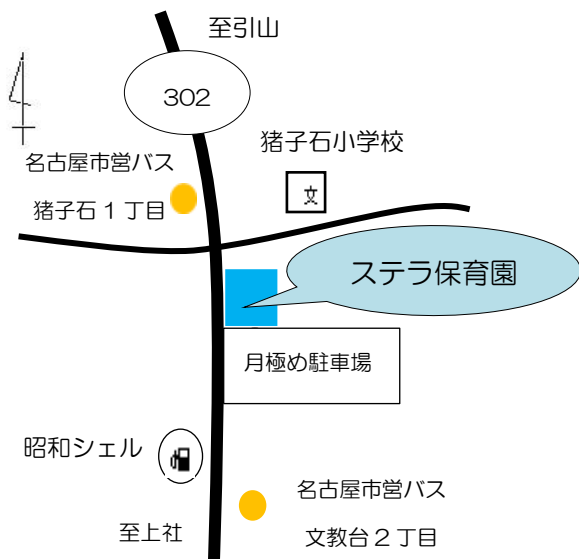 至引山
302
猪子石小学校
名古屋市営バス
猪子石1丁目
文
ステラ保育園
月極め駐車場
昭和シェル
名古屋市営バス
至上社
文教台2丁目